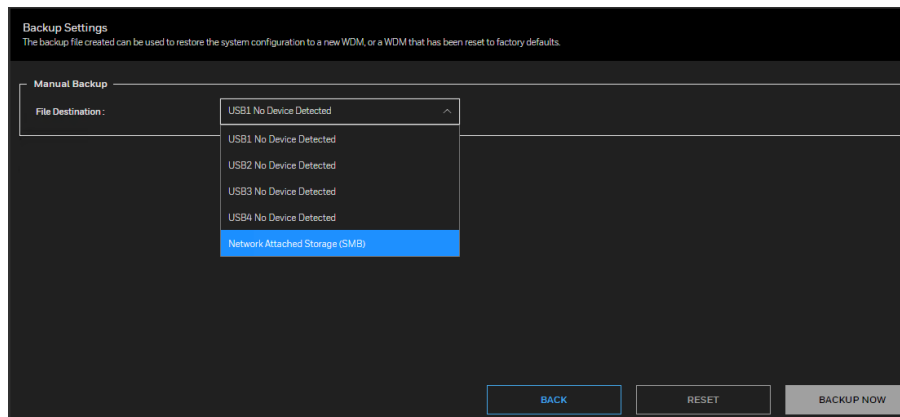 Backup Settings
The backup file created can be used to restore the system configuration to a new WDM, or a WDM that has been reset to factory defaults.
Manual Backup
File Destination :
USB1 No Device Detected
USB1 No Device Detected
USB2 No Device Detected
USB3 No Device Detected
USB4 No Device Detected
Network Attached Storage (SMB)
BACK
RESET
BACKUP NOW